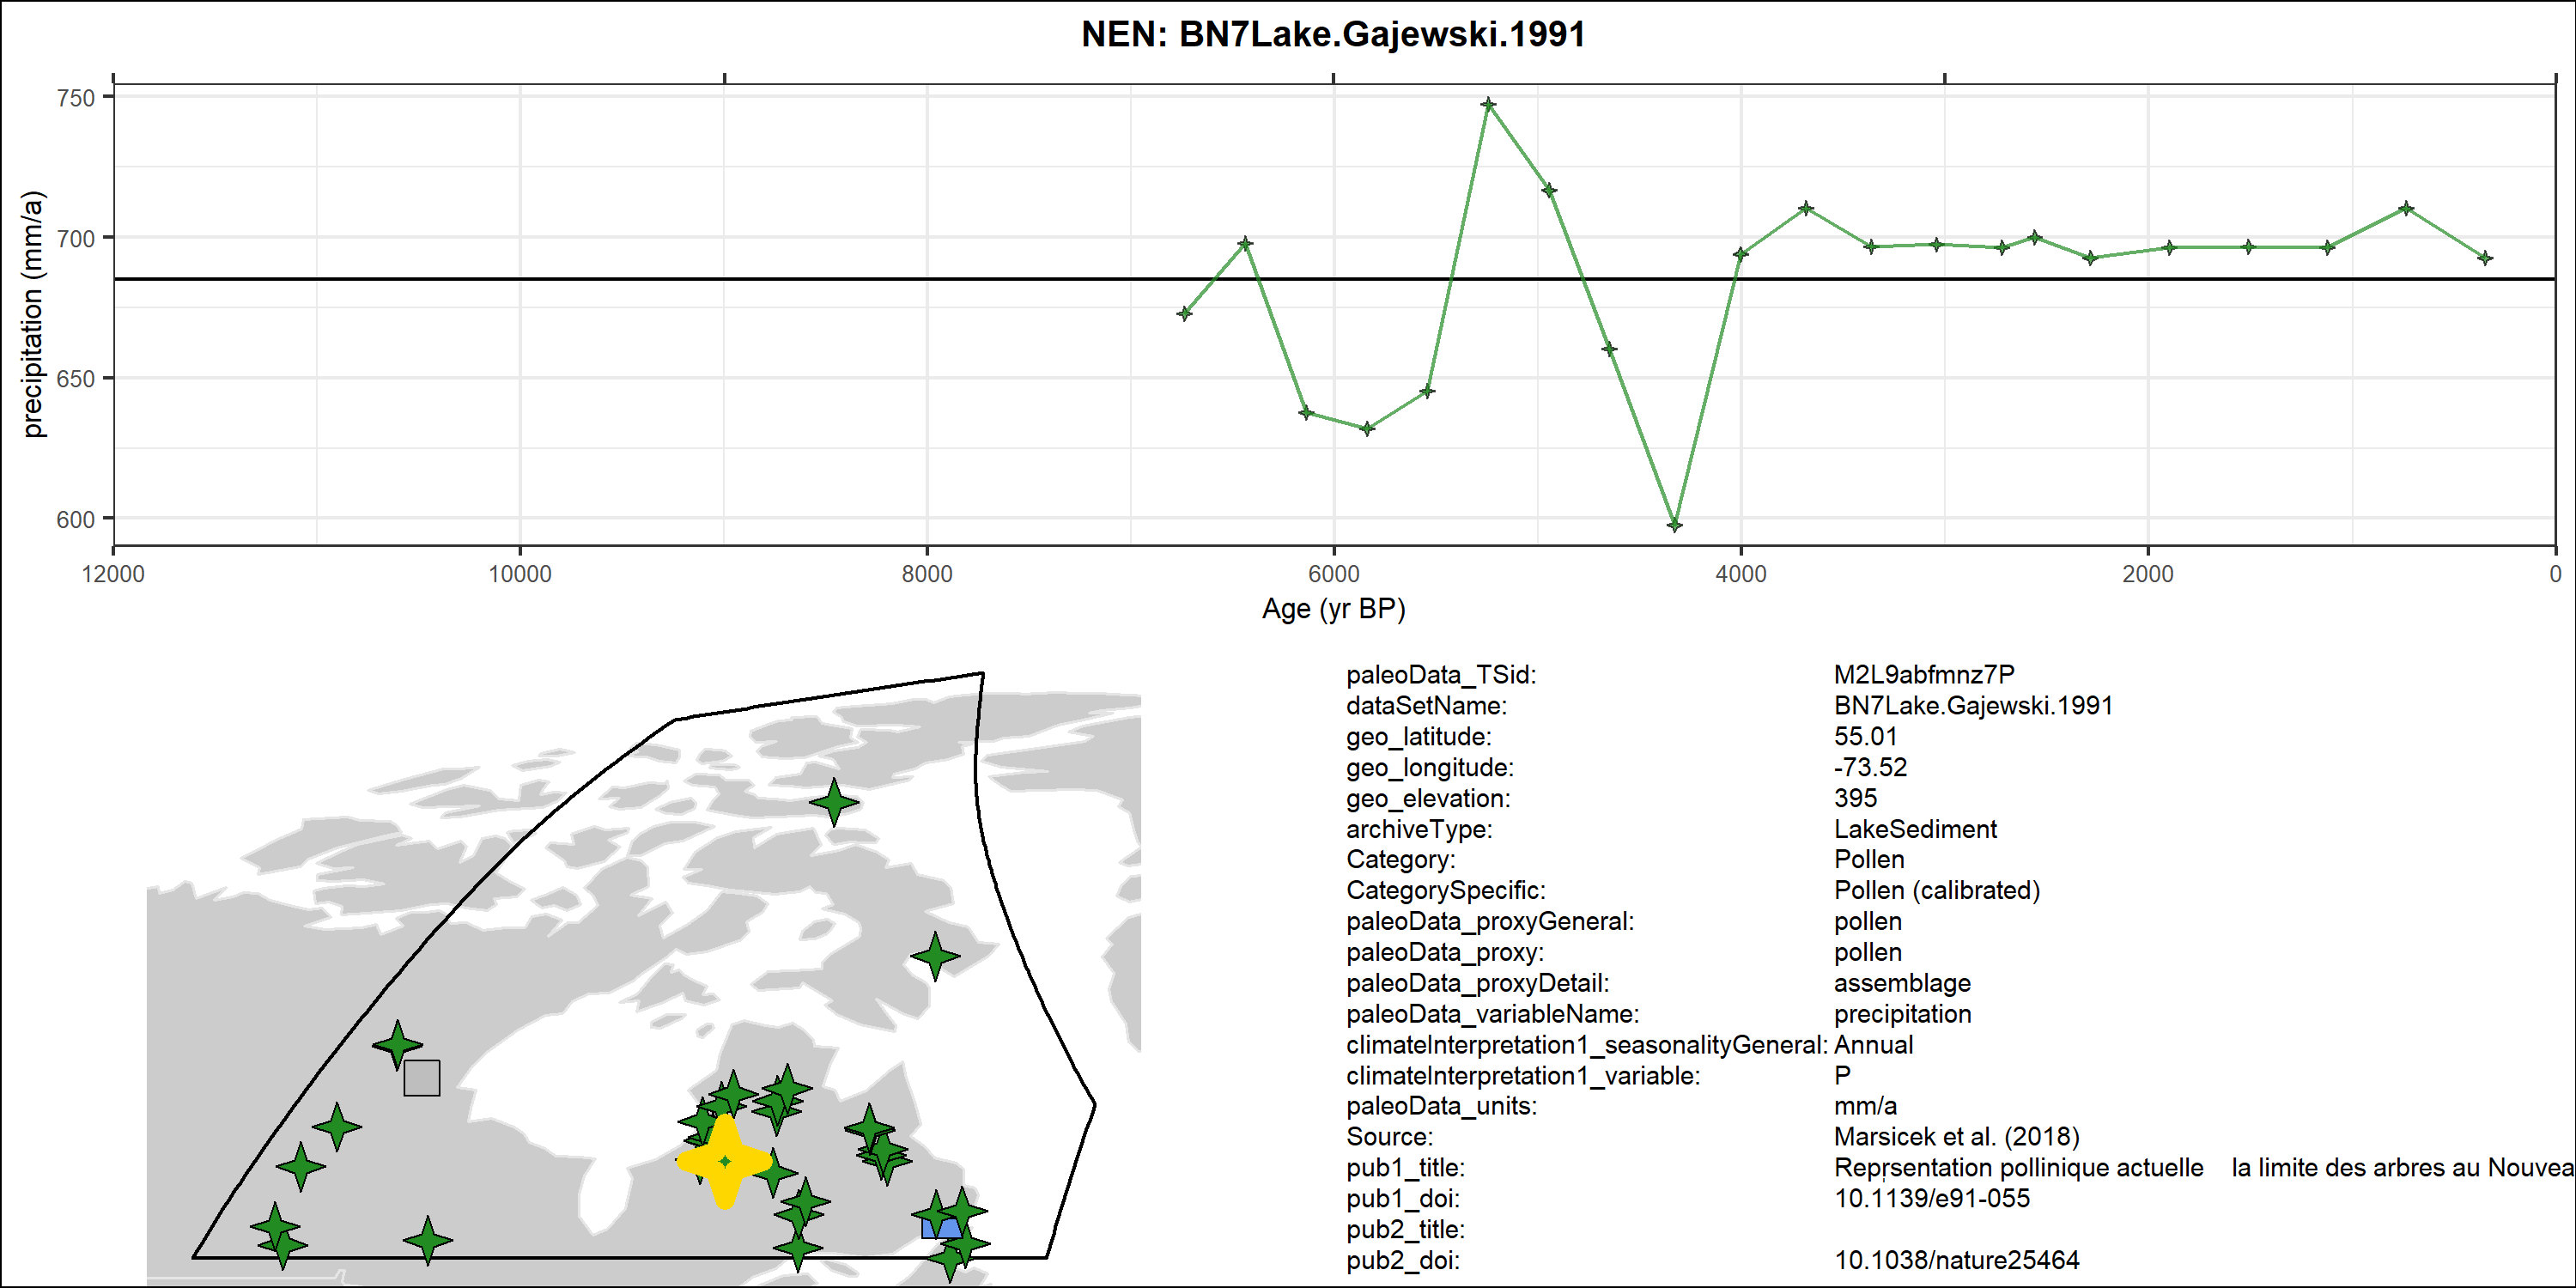 NEN: BN7Lake.Gajewski.1991
750
700
650
600
precipitation (mm/a)
12000 10000 8000 6000 4000 2000 0
Age (yr BP)
paleoData_TSid: M2L9abfmnz7P
dataSetName: BN7Lake.Gajewski.1991
geo_latitude: 55.01
geo_longitude: -73.52
geo_elevation: 395
archiveType: LakeSediment
Category: Pollen
CategorySpecific: Pollen (calibrated)
paleoData_proxyGeneral: pollen
paleoData_proxy: pollen
paleoData_proxyDetail: assemblage
paleoData_variableName: precipitation
climateInterpretation1_seasonalityGeneral: Annual
climateInterpretation1_variable: P
paleoData_units: mm/a
Source: Marsicek et al. (2018)
pub1_title: Reprsentation pollinique actuelle la limite des arbres au Nouvea
pub1_doi: 10.1139/e91-055
pub2_title:
pub2_doi: 10.1038/nature25464